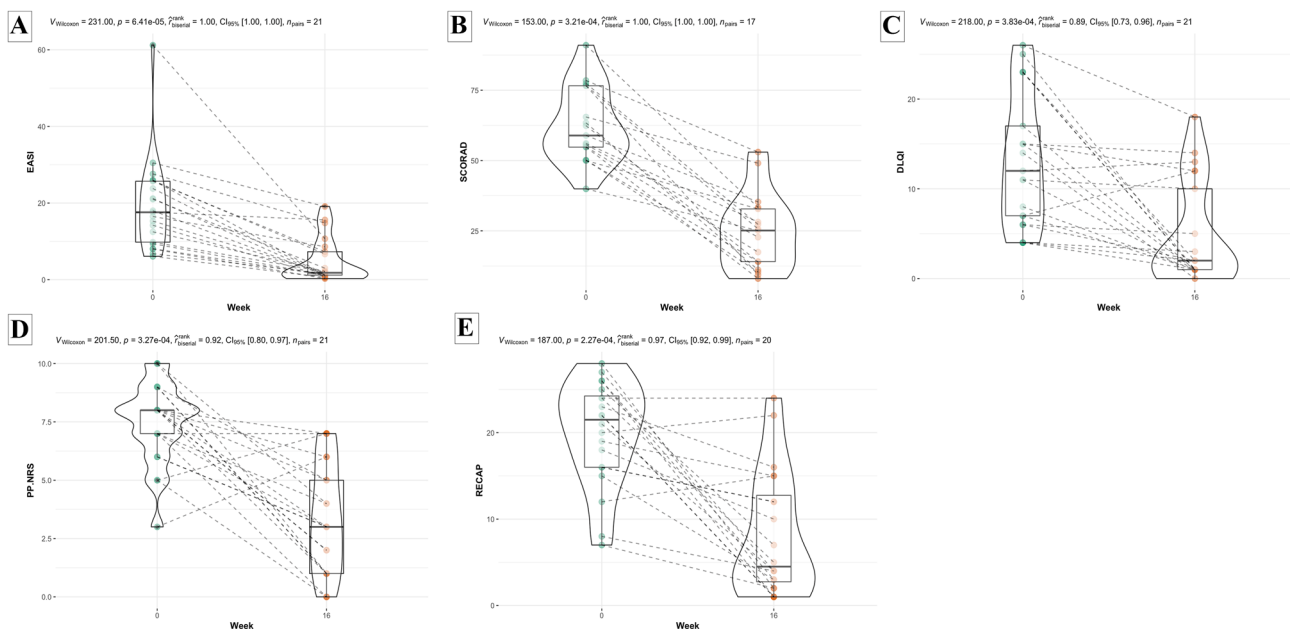 A
V_Wilcoxon = 231.00, p = 6.41e-05, r̂_biserial^rank = 1.00, CI_95% [1.00, 1.00], n_pairs = 21
60
40
20
0
EASI
0 16
Week
B
V_Wilcoxon = 153.00, p = 3.21e-04, r̂_biserial^rank = 1.00, CI_95% [1.00, 1.00], n_pairs = 17
75
50
25
SCORAD
0 16
Week
C
V_Wilcoxon = 218.00, p = 3.83e-04, r̂_biserial^rank = 0.89, CI_95% [0.73, 0.96], n_pairs = 21
20
10
0
DLQI
0 16
Week
D
V_Wilcoxon = 201.50, p = 3.27e-04, r̂_biserial^rank = 0.92, CI_95% [0.80, 0.97], n_pairs = 21
10.0
7.5
5.0
2.5
0.0
PP.NRS
0 16
Week
E
V_Wilcoxon = 187.00, p = 2.27e-04, r̂_biserial^rank = 0.97, CI_95% [0.92, 0.99], n_pairs = 20
20
10
0
RECAP
0 16
Week